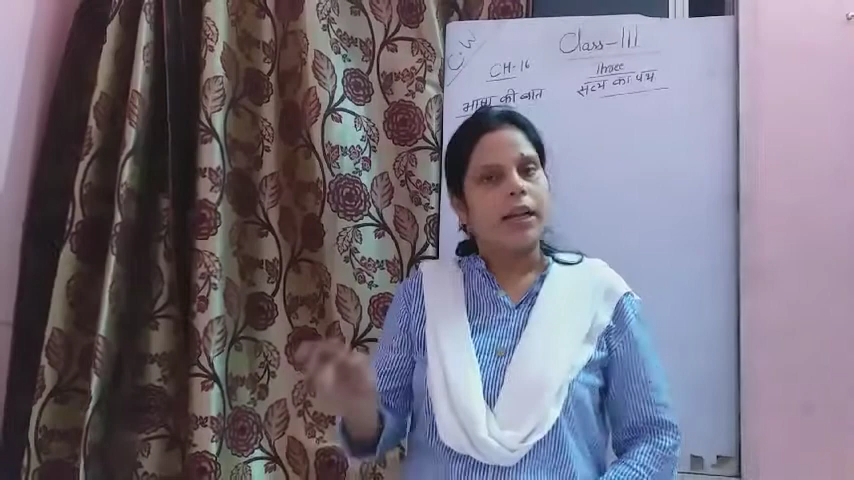 C.W
Class-III
Three
CH-16
सत्य का पथ
भाषा की बात